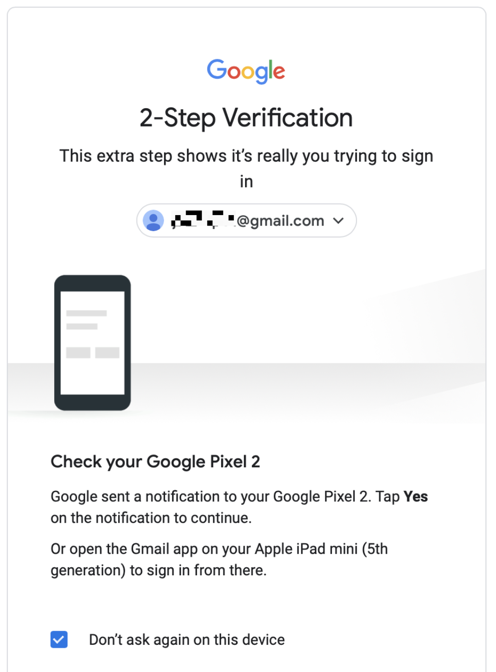 Google
2-Step Verification
This extra step shows it’s really you trying to sign
in
@gmail.com
Check your Google Pixel 2
Google sent a notification to your Google Pixel 2. Tap Yes
on the notification to continue.
Or open the Gmail app on your Apple iPad mini (5th
generation) to sign in from there.
Don’t ask again on this device